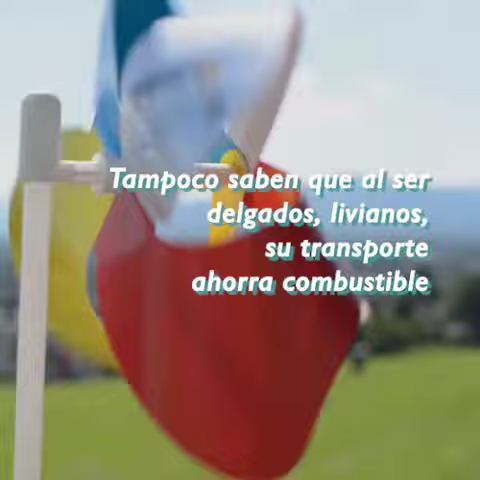 Tampoco saben que al ser
delgados, livianos,
su transporte
ahorra combustible